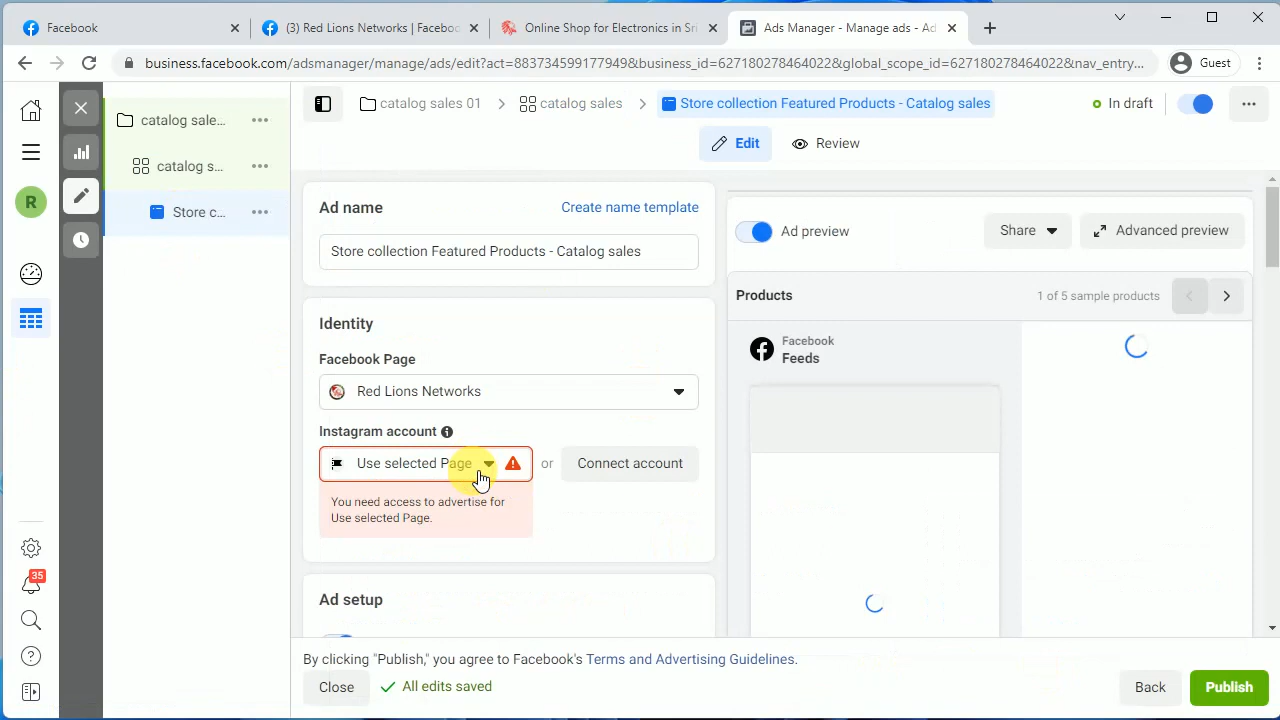 Facebook
(3) Red Lions Networks | Facebo
Online Shop for Electronics in Sri
Ads Manager - Manage ads - Ad
business.facebook.com/adsmanager/manage/ads/edit?act=883734599177949&business_id=627180278464022&global_scope_id=627180278464022&nav_entry...
Guest
catalog sale...
catalog s...
Store c...
catalog sales 01
catalog sales
Store collection Featured Products - Catalog sales
In draft
Edit
Review
R
Ad name
Create name template
Store collection Featured Products - Catalog sales
Identity
Facebook Page
Red Lions Networks
Instagram account
Use selected Page
or
Connect account
You need access to advertise for
Use selected Page.
Ad setup
Ad preview
Share
Advanced preview
Products
1 of 5 sample products
Facebook
Feeds
35
By clicking "Publish," you agree to Facebook's Terms and Advertising Guidelines.
Close
All edits saved
Back
Publish